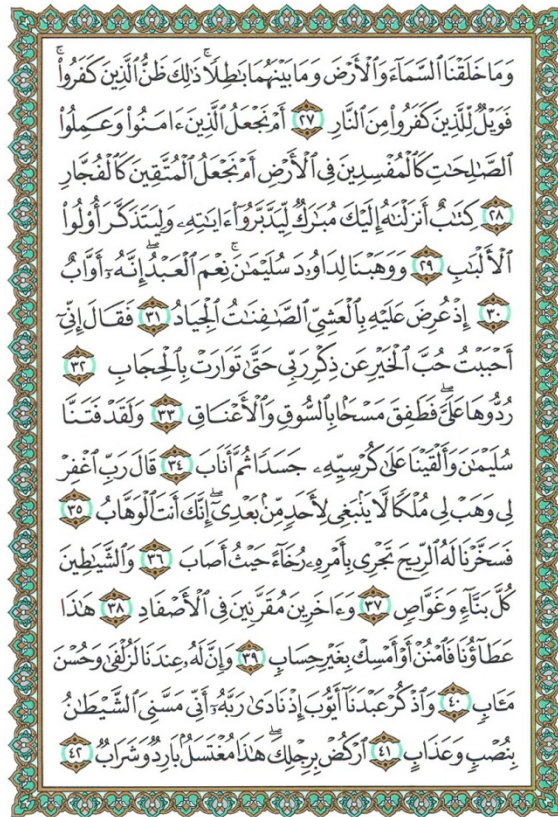 وَمَا خَلَقْنَا ٱلسَّمَآءَ وَٱلْأَرْضَ وَمَا بَيْنَهُمَا بَـٰطِلًا ۚ ذَٰلِكَ ظَنُّ ٱلَّذِينَ كَفَرُوا۟ ۚ
فَوَيْلٌ لِّلَّذِينَ كَفَرُوا۟ مِنَ ٱلنَّارِ ٢٧ أَمْ نَجْعَلُ ٱلَّذِينَ ءَامَنُوا۟ وَعَمِلُوا۟
ٱلصَّـٰلِحَـٰتِ كَٱلْمُفْسِدِينَ فِى ٱلْأَرْضِ أَمْ نَجْعَلُ ٱلْمُتَّقِينَ كَٱلْفُجَّارِ
٢٨ كِتَـٰبٌ أَنزَلْنَـٰهُ إِلَيْكَ مُبَـٰرَكٌ لِّيَدَّبَّرُوٓا۟ ءَايَـٰتِهِۦ وَلِيَتَذَكَّرَ أُو۟لُوا۟
ٱلْأَلْبَـٰبِ ٢٩ وَوَهَبْنَا لِدَاوُۥدَ سُلَيْمَـٰنَ ۚ نِعْمَ ٱلْعَبْدُ ۖ إِنَّهُۥٓ أَوَّابٌ
٣٠ إِذْ عُرِضَ عَلَيْهِ بِٱلْعَشِىِّ ٱلصَّـٰفِنَـٰتُ ٱلْجِيَادُ ٣١ فَقَالَ إِنِّىٓ
أَحْبَبْتُ حُبَّ ٱلْخَيْرِ عَن ذِكْرِ رَبِّى حَتَّىٰ تَوَارَتْ بِٱلْحِجَابِ ٣٢
رُدُّوهَا عَلَىَّ ۖ فَطَفِقَ مَسْحًۢا بِٱلسُّوقِ وَٱلْأَعْنَاقِ ٣٣ وَلَقَدْ فَتَنَّا
سُلَيْمَـٰنَ وَأَلْقَيْنَا عَلَىٰ كُرْسِيِّهِۦ جَسَدًا ثُمَّ أَنَابَ ٣٤ قَالَ رَبِّ ٱغْفِرْ
لِى وَهَبْ لِى مُلْكًا لَّا يَنۢبَغِى لِأَحَدٍ مِّنۢ بَعْدِىٓ ۖ إِنَّكَ أَنتَ ٱلْوَهَّابُ ٣٥
فَسَخَّرْنَا لَهُ ٱلرِّيحَ تَجْرِى بِأَمْرِهِۦ رُخَآءً حَيْثُ أَصَابَ ٣٦ وَٱلشَّيَـٰطِينَ
كُلَّ بَنَّآءٍ وَغَوَّاصٍ ٣٧ وَءَاخَرِينَ مُقَرَّنِينَ فِى ٱلْأَصْفَادِ ٣٨ هَـٰذَا
عَطَآؤُنَا فَٱمْنُنْ أَوْ أَمْسِكْ بِغَيْرِ حِسَابٍ ٣٩ وَإِنَّ لَهُۥ عِندَنَا لَزُلْفَىٰ وَحُسْنَ
مَـَٔابٍ ٤٠ وَٱذْكُرْ عَبْدَنَآ أَيُّوبَ إِذْ نَادَىٰ رَبَّهُۥٓ أَنِّى مَسَّنِىَ ٱلشَّيْطَـٰنُ
بِنُصْبٍ وَعَذَابٍ ٤١ ٱرْكُضْ بِرِجْلِكَ ۖ هَـٰذَا مُغْتَسَلٌۢ بَارِدٌ وَشَرَابٌ ٤٢